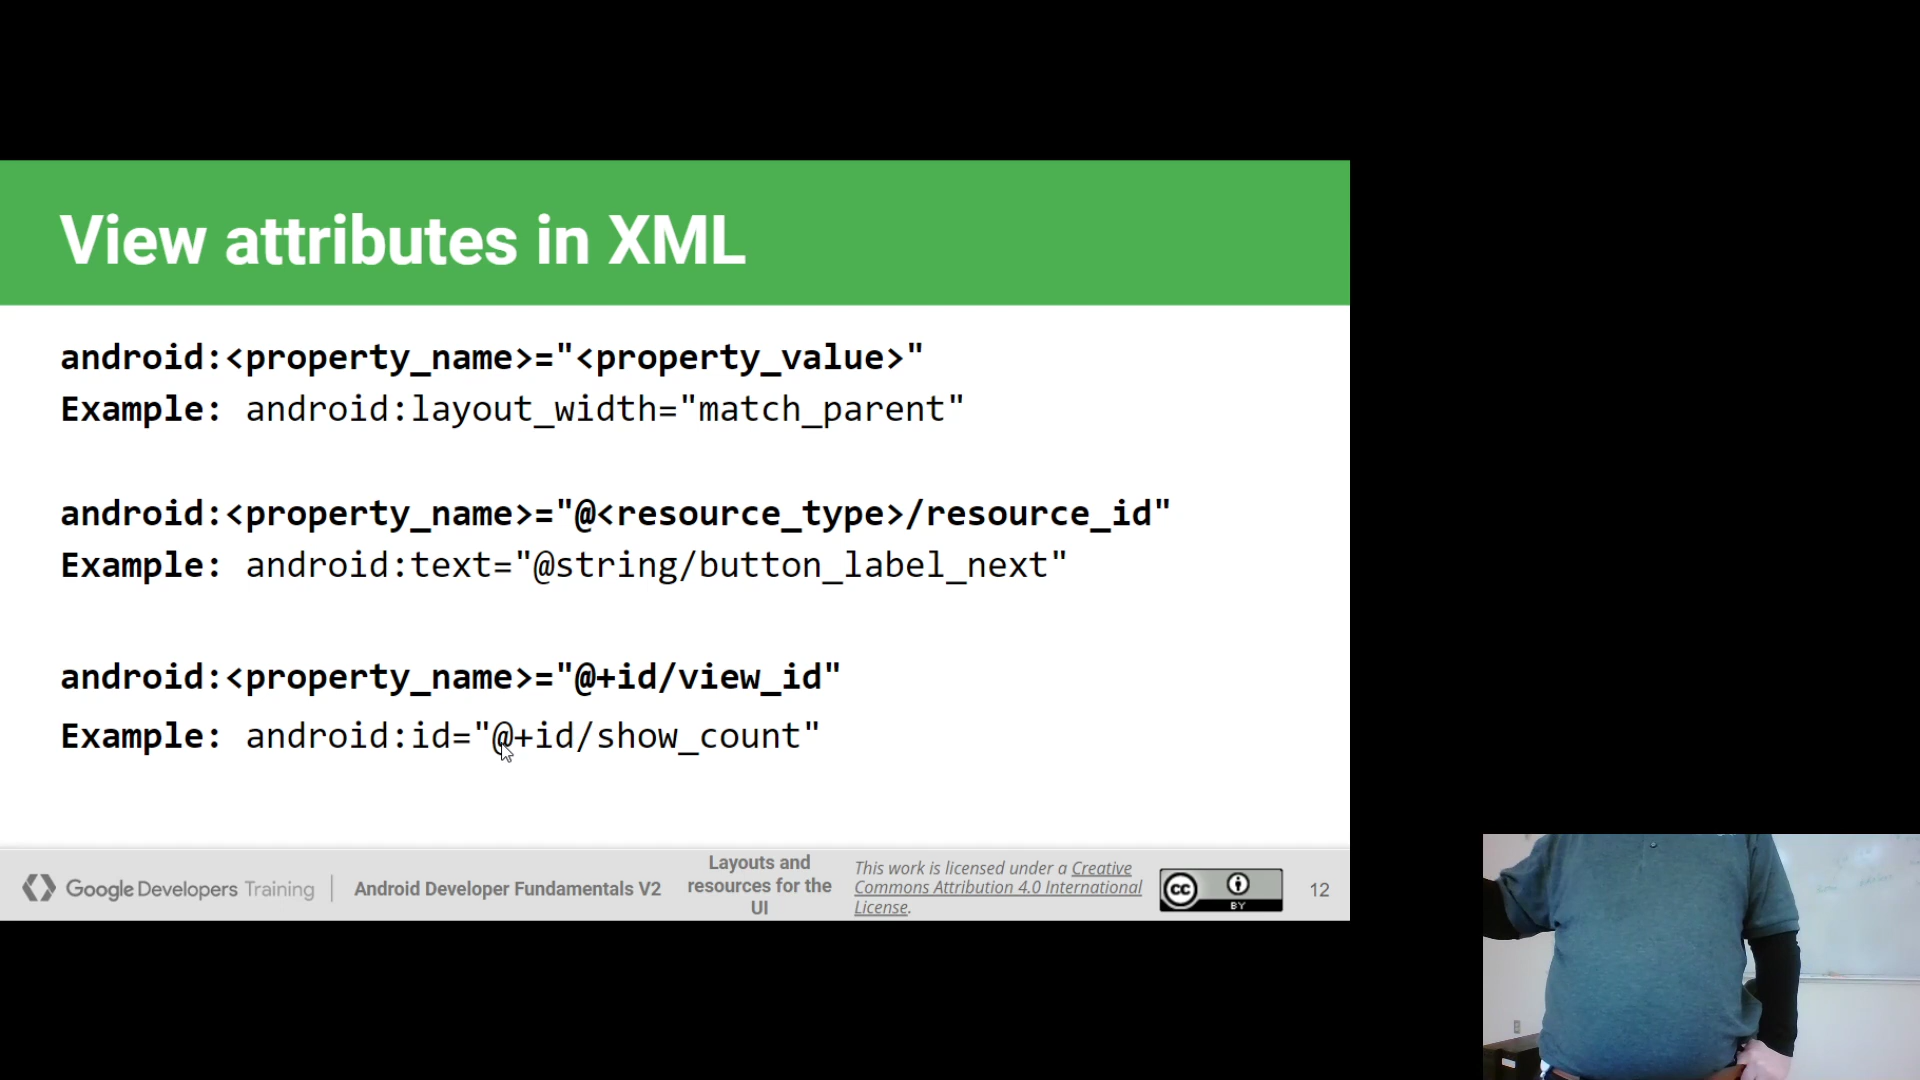 View attributes in XML
android:<property_name>="<property_value>"
Example: android:layout_width="match_parent"
android:<property_name>="@<resource_type>/resource_id"
Example: android:text="@string/button_label_next"
android:<property_name>="@+id/view_id"
Example: android:id="@+id/show_count"
Google Developers Training
Android Developer Fundamentals V2
Layouts and
resources for the
UI
This work is licensed under a Creative
Commons Attribution 4.0 International
License.
cc
BY
12